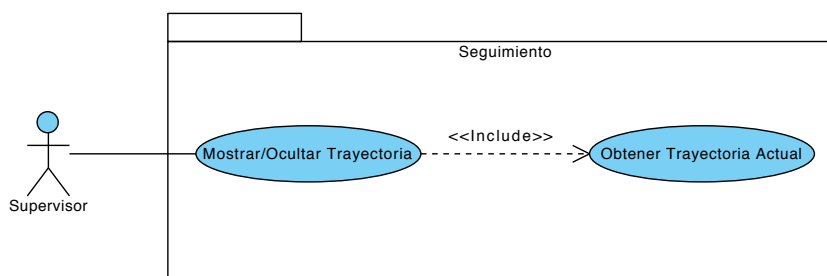 Seguimiento
<<Include>>
Mostrar/Ocultar Trayectoria
Obtener Trayectoria Actual
Supervisor